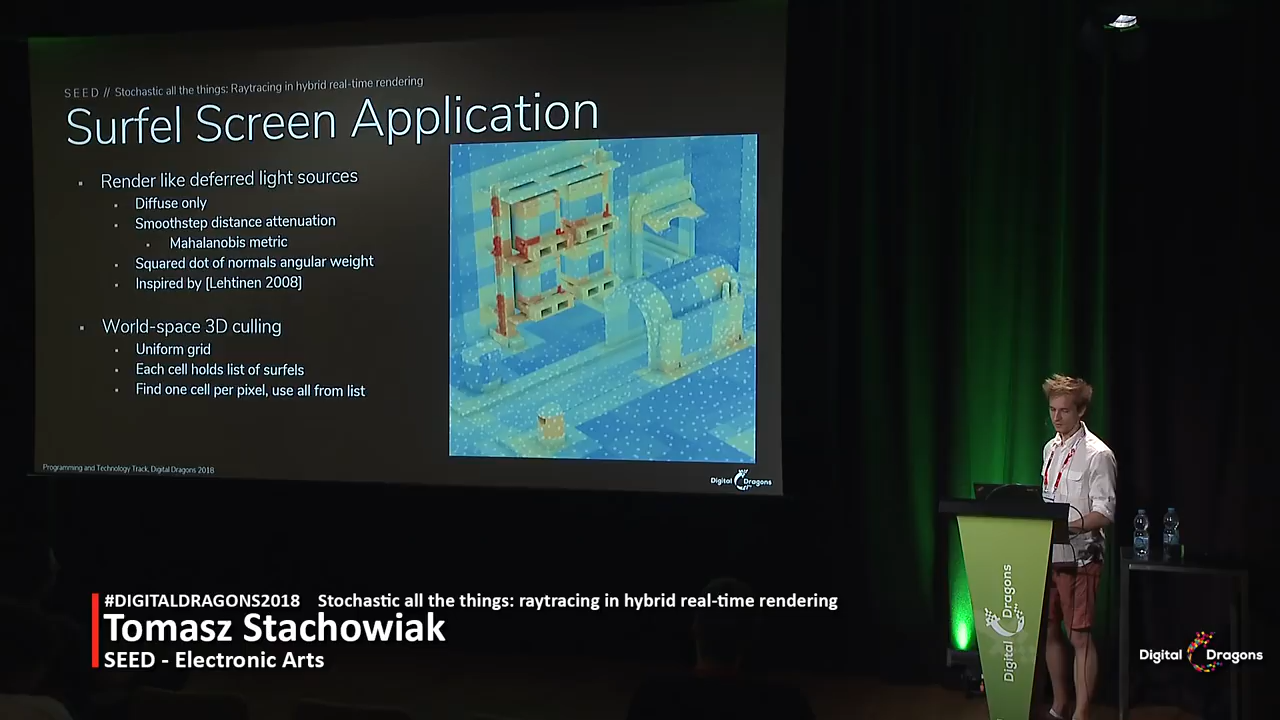 SEED // Stochastic all the things: Raytracing in hybrid real-time rendering
Surfel Screen Application
Render like deferred light sources
Diffuse only
Smoothstep distance attenuation
Mahalanobis metric
Squared dot of normals angular weight
Inspired by [Lehtinen 2008]
World-space 3D culling
Uniform grid
Each cell holds list of surfels
Find one cell per pixel, use all from list
Programming and Technology Track, Digital Dragons 2018
Digital Dragons
#DIGITALDRAGONS2018 Stochastic all the things: raytracing in hybrid real-time rendering
Tomasz Stachowiak
SEED - Electronic Arts
Digital Dragons
Digital Dragons